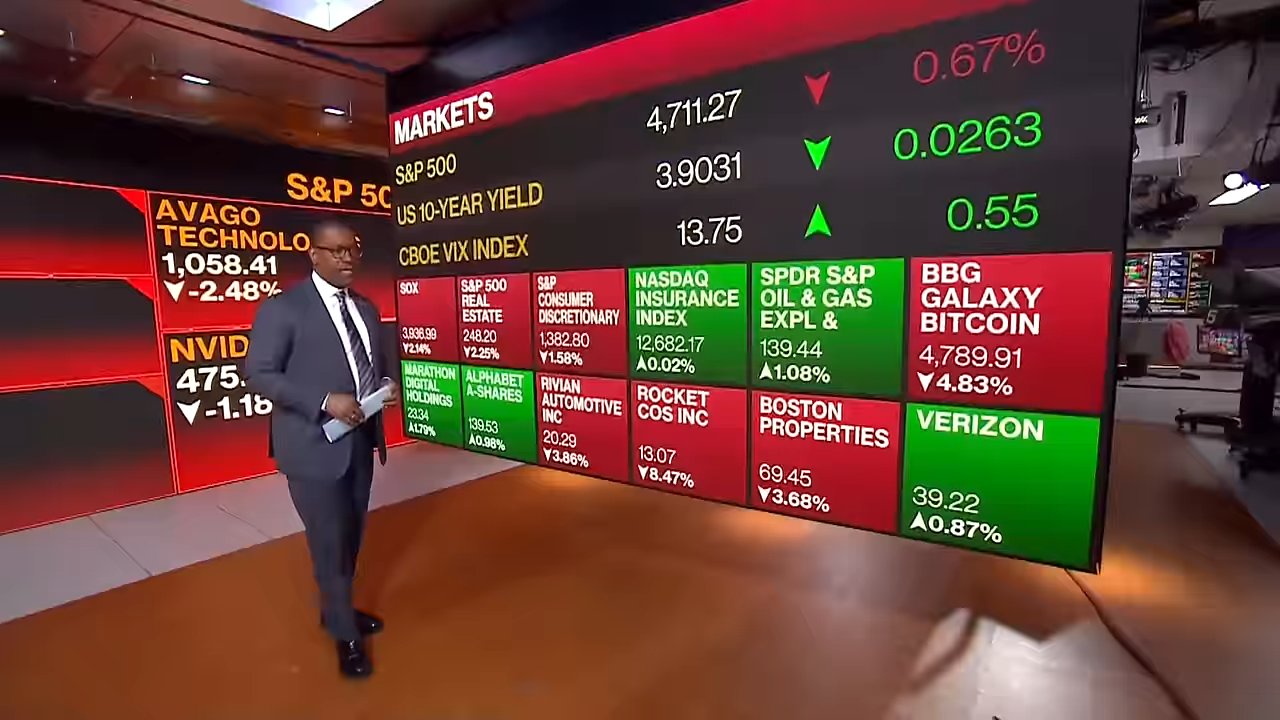 MARKETS
S&P 500
4,711.27
0.67%
US 10-YEAR YIELD
3.9031
0.0263
CBOE VIX INDEX
13.75
0.55
S&P 50
AVAGO
TECHNOLO
1,058.41
▼-2.48%
NVID
475.
▼-1.18
SOX
▼2.14%
S&P 500
REAL
ESTATE
248.20
▼2.25%
S&P
CONSUMER
DISCRETIONARY
1,382.80
▼1.58%
NASDAQ
INSURANCE
INDEX
12,682.17
▲0.02%
SPDR S&P
OIL & GAS
EXPL &
139.44
▲1.08%
BBG
GALAXY
BITCOIN
4,789.91
▼4.83%
MARATHON
DIGITAL
HOLDINGS
23.34
▲1.79%
ALPHABET
A-SHARES
139.53
▲0.98%
RIVIAN
AUTOMOTIVE
INC
20.29
▼3.86%
ROCKET
COS INC
13.07
▼8.47%
BOSTON
PROPERTIES
69.45
▼3.68%
VERIZON
39.22
▲0.87%